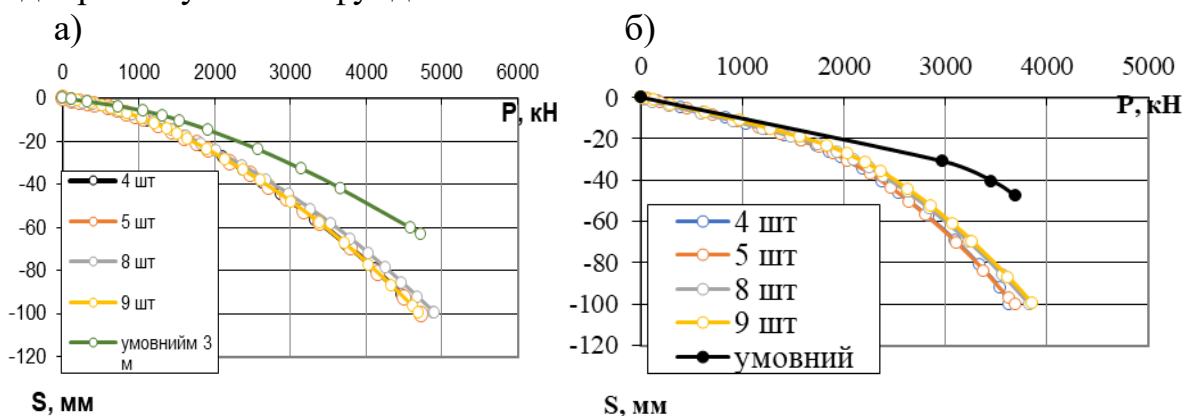 а)
б)
0 1000 2000 3000 4000 5000 6000
0
-20
-40
-60
-80
-100
-120
P, кН
4 шт
5 шт
8 шт
9 шт
умовнийм 3
м
S, мм
0 1000 2000 3000 4000 5000
0
-20
-40
-60
-80
-100
-120
P, кН
4 шт
5 шт
8 шт
9 шт
умовний
S, мм